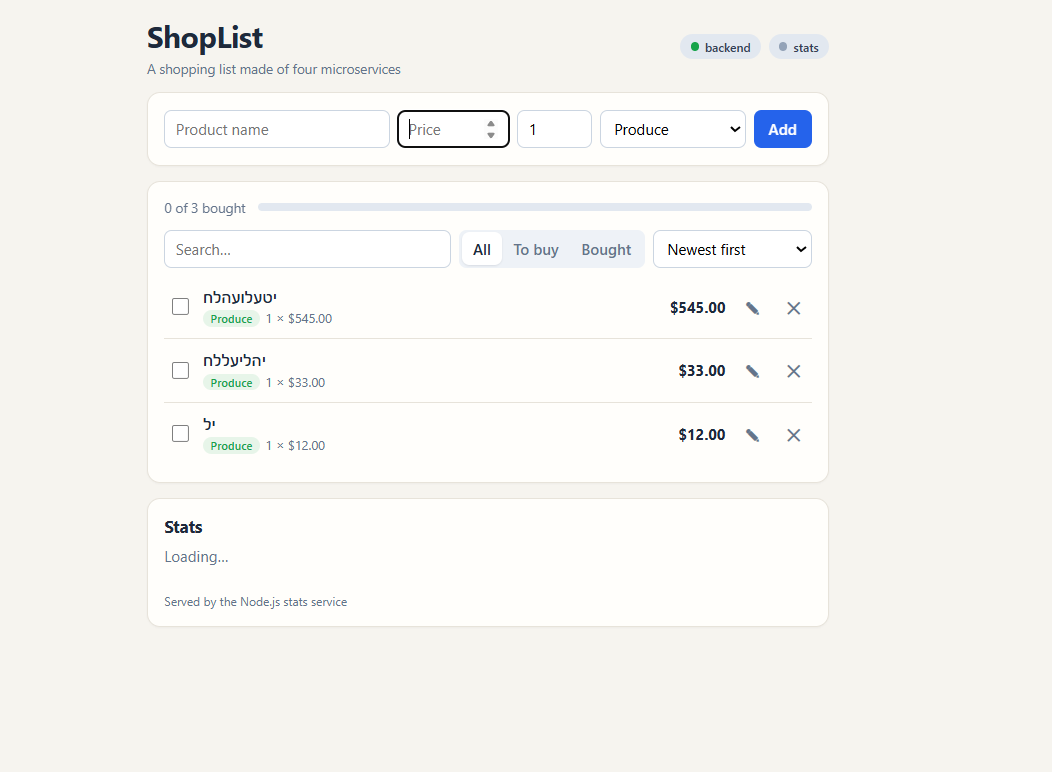 ShopList
backend
stats
A shopping list made of four microservices
Product name
Price
1
Produce
Add
0 of 3 bought
Search...
All
To buy
Bought
Newest first
יטעלועהלח
Produce 1 × $545.00
$545.00
יהליעללח
Produce 1 × $33.00
$33.00
יל
Produce 1 × $12.00
$12.00
Stats
Loading...
Served by the Node.js stats service